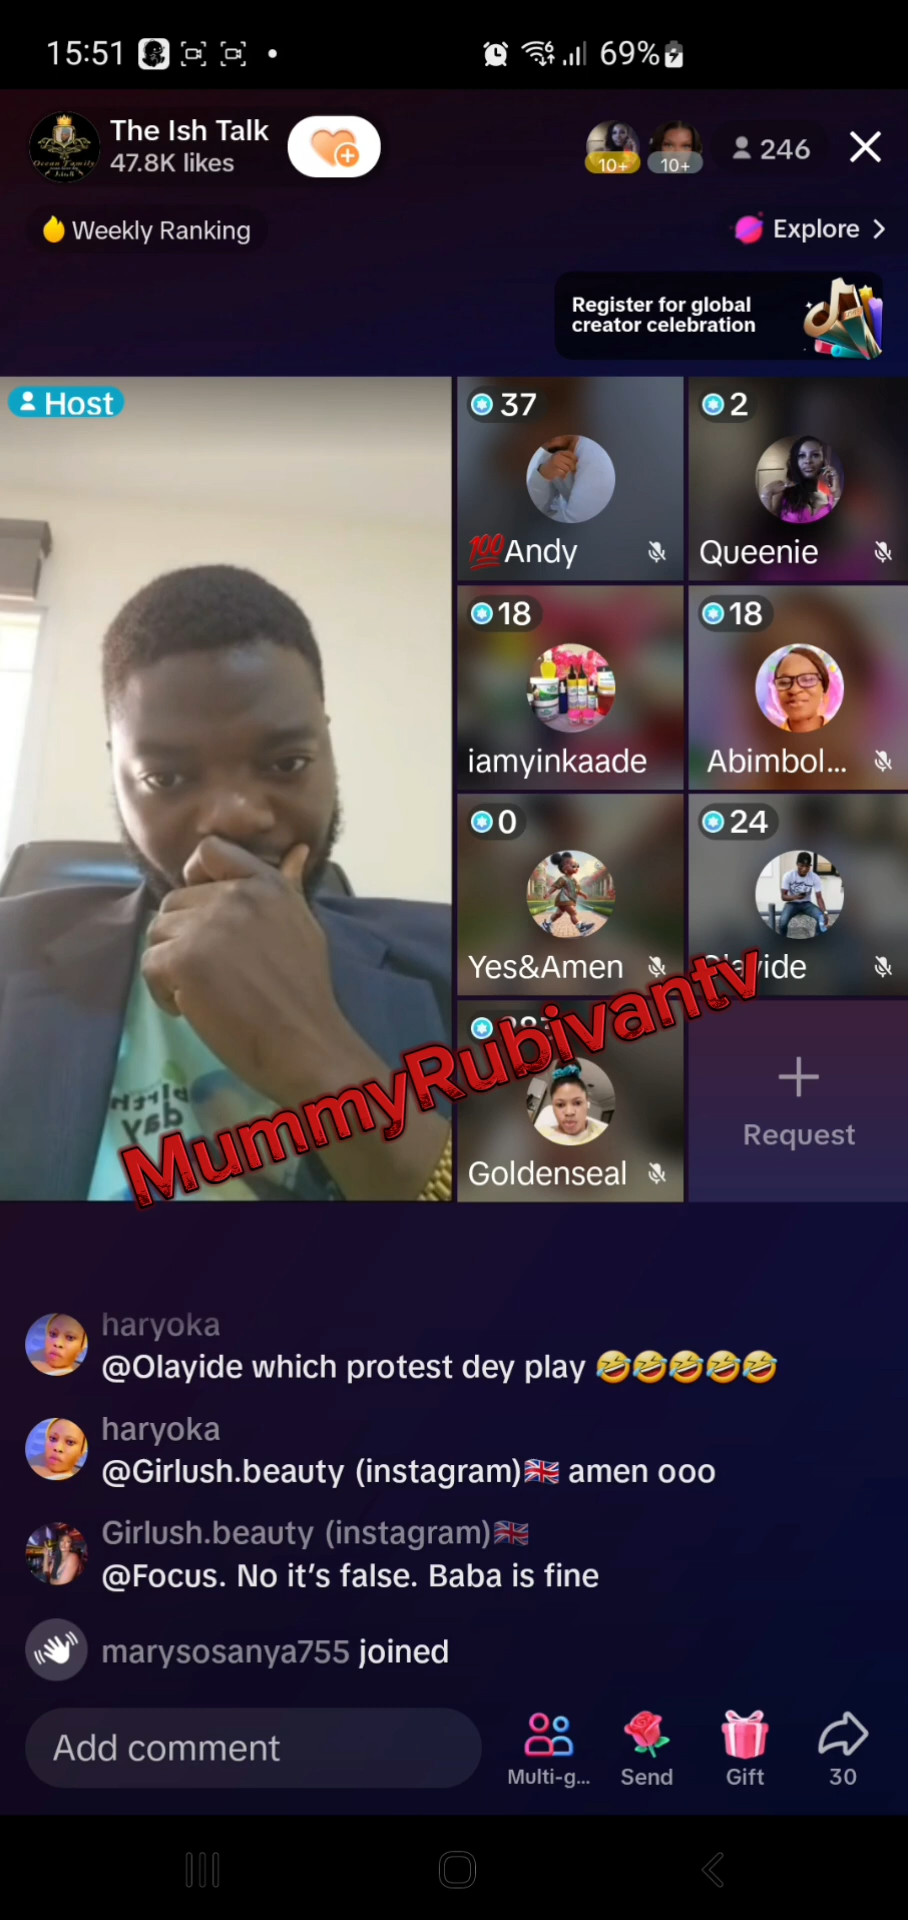 15:51
69%
The Ish Talk
47.8K likes
10+
10+
246
Weekly Ranking
Explore
Register for global
creator celebration
Host
37
2
💯Andy
Queenie
18
18
iamyinkaade
Abimbol...
0
24
Yes&Amen
MummyRubivantv
Goldenseal
Request
birth
day
haryoka
@Olayide which protest dey play 🤣🤣🤣🤣🤣
haryoka
@Girlush.beauty (instagram)🇬🇧 amen ooo
Girlush.beauty (instagram)🇬🇧
@Focus. No it's false. Baba is fine
marysosanya755 joined
Add comment
Multi-g...
Send
Gift
30